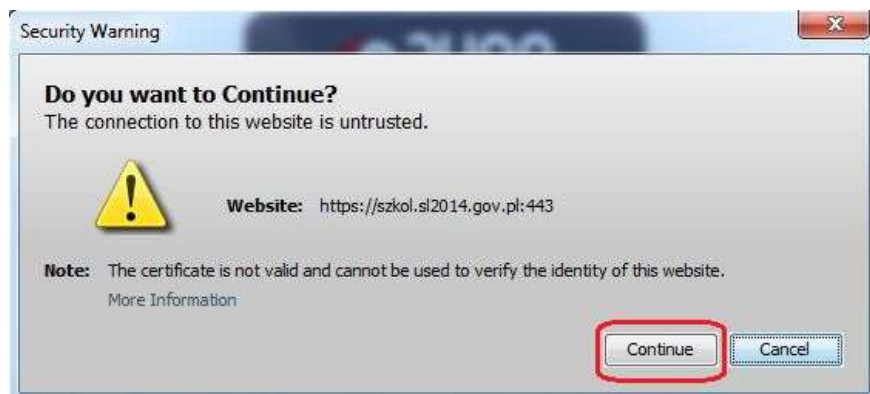 Security Warning
Do you want to Continue?
The connection to this website is untrusted.
Website: https://szkol.sl2014.gov.pl:443
Note: The certificate is not valid and cannot be used to verify the identity of this website.
More Information
Continue Cancel